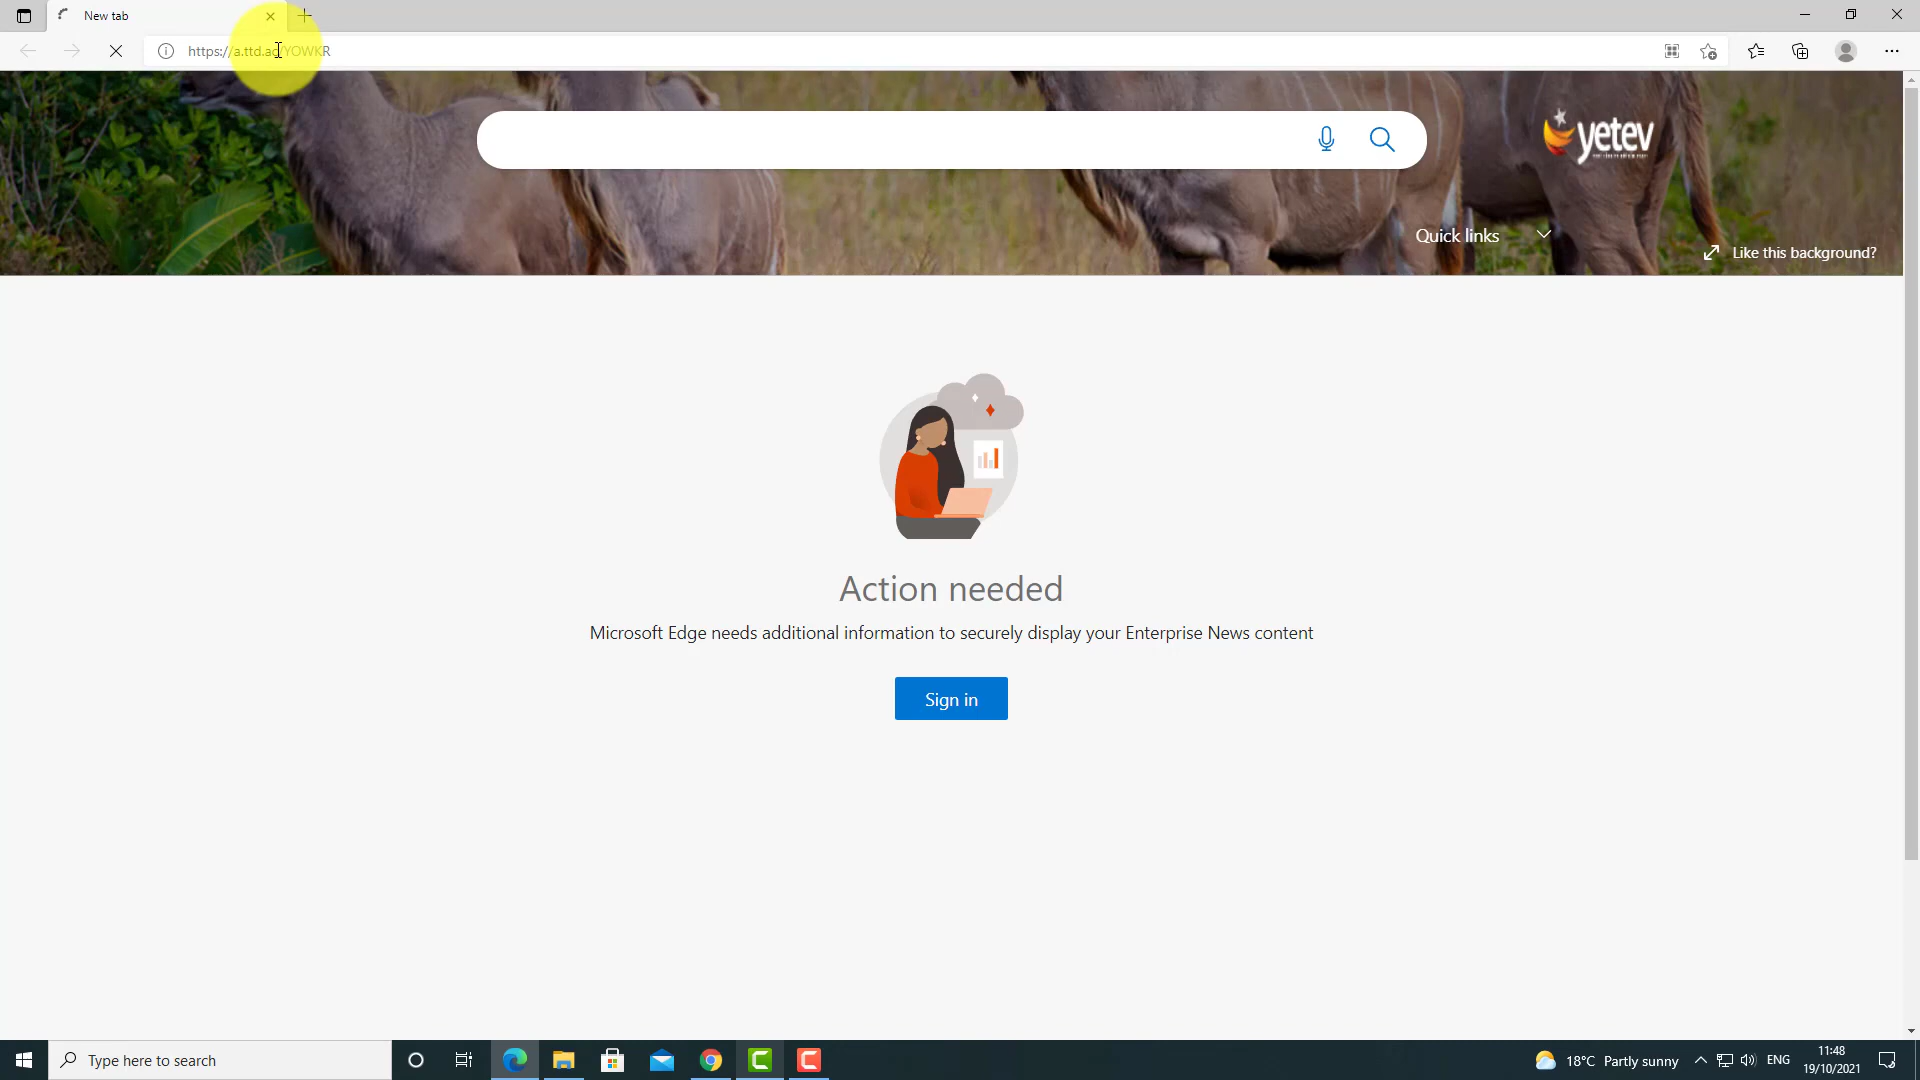 New tab
https://a.ttd.ac/YOWKR
yetev
Quick links
Like this background?
Action needed
Microsoft Edge needs additional information to securely display your Enterprise News content
Sign in
Type here to search
18°C Partly sunny
ENG
11:48
19/10/2021